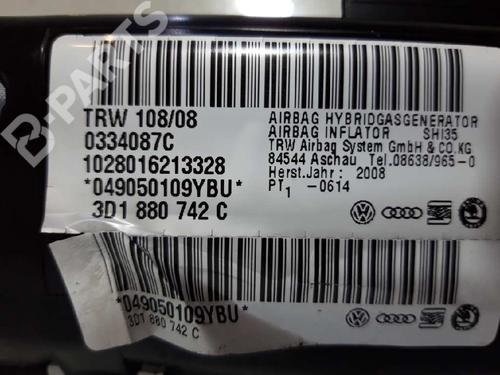 B-PARTS
TRW 108/08
0334087C
1028016213328
*049050109YBU*
3D1 880 742 C
AIRBAG HYBRIDGASGENERATOR
AIRBAG INFLATOR SHI35
TRW Airbag System GmbH & CO.KG
84544 Aschau Tel.08638/965-0
Herst.Jahr: 2008
PT1 -0614
*049050109YBU*
3D1 880 742 C